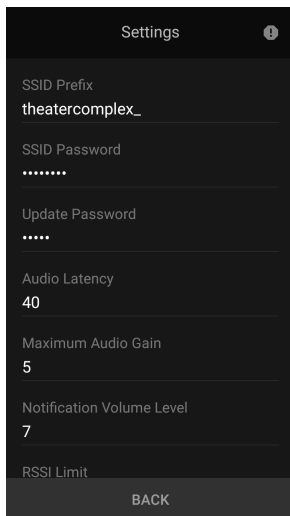 Settings
SSID Prefix
theatercomplex_
SSID Password
••••••••
Update Password
•••••
Audio Latency
40
Maximum Audio Gain
5
Notification Volume Level
7
RSSI Limit
BACK